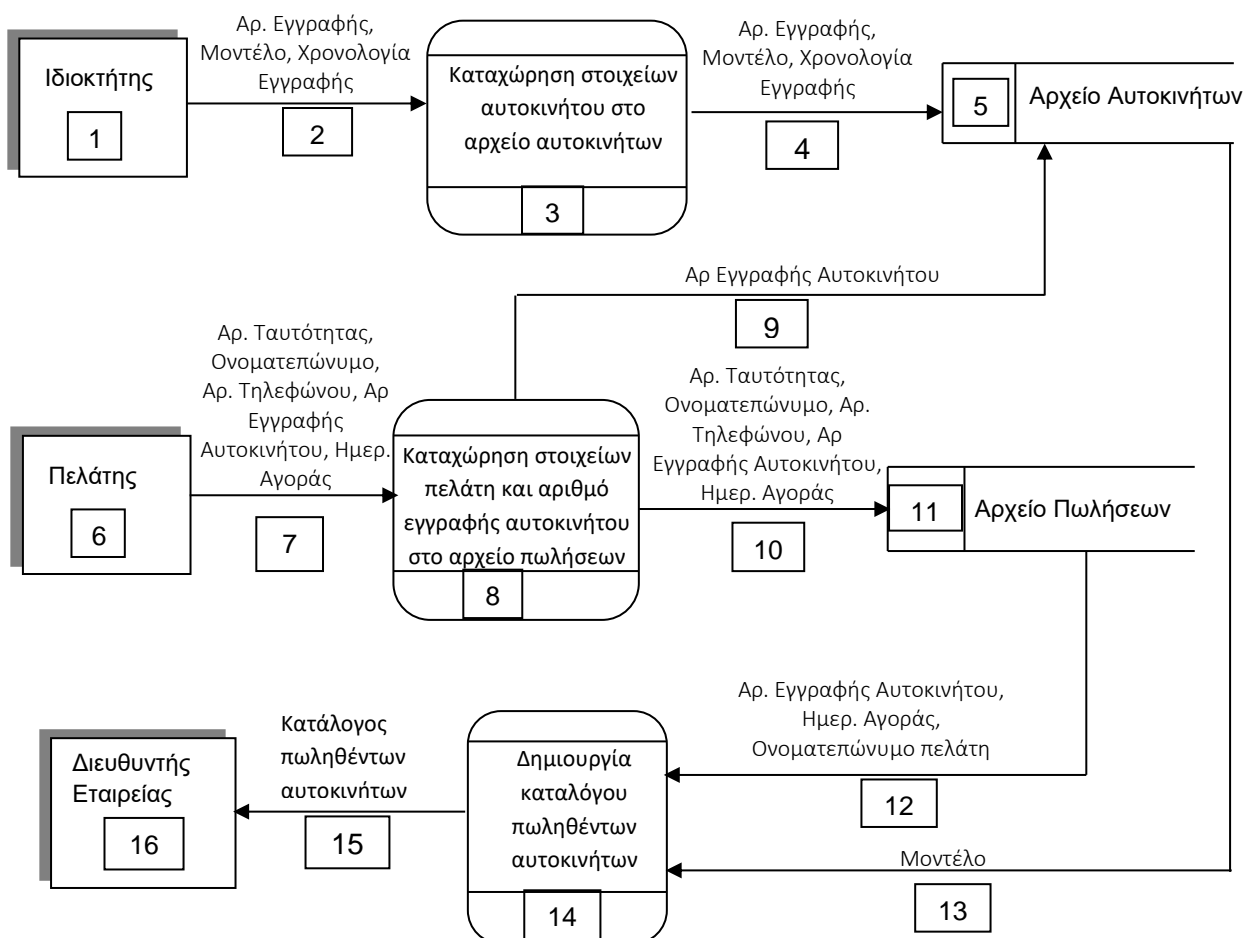 Ιδιοκτήτης
1
Αρ. Εγγραφής,
Μοντέλο, Χρονολογία
Εγγραφής
2
Καταχώρηση στοιχείων
αυτοκινήτου στο
αρχείο αυτοκινήτων
3
Αρ. Εγγραφής,
Μοντέλο, Χρονολογία
Εγγραφής
4
5
Αρχείο Αυτοκινήτων
Αρ Εγγραφής Αυτοκινήτου
9
Πελάτης
6
Αρ. Ταυτότητας,
Ονοματεπώνυμο,
Αρ. Τηλεφώνου, Αρ
Εγγραφής
Αυτοκινήτου, Ημερ.
Αγοράς
7
Καταχώρηση στοιχείων
πελάτη και αριθμό
εγγραφής αυτοκινήτου
στο αρχείο πωλήσεων
8
Αρ. Ταυτότητας,
Ονοματεπώνυμο, Αρ.
Τηλεφώνου, Αρ
Εγγραφής Αυτοκινήτου,
Ημερ. Αγοράς
10
11
Αρχείο Πωλήσεων
Διευθυντής
Εταιρείας
16
Κατάλογος
πωληθέντων
αυτοκινήτων
15
Δημιουργία
καταλόγου
πωληθέντων
αυτοκινήτων
14
Αρ. Εγγραφής Αυτοκινήτου,
Ημερ. Αγοράς,
Ονοματεπώνυμο πελάτη
12
Μοντέλο
13